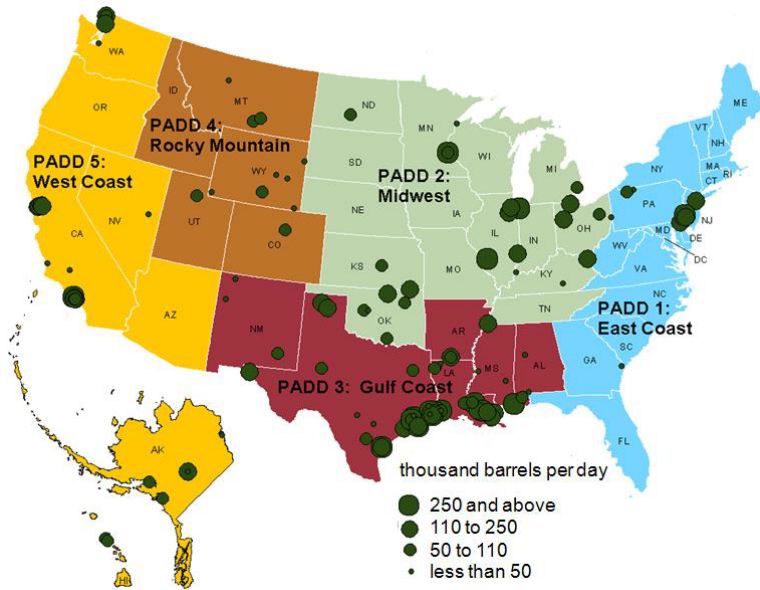 WA
ME
MT
ND
ID
VT
MN
OR
NH
PADD 4:
Rocky Mountain
WI
NY
MA
SD
MI
CT
RI
PADD 5:
West Coast
WY
PADD 2:
Midwest
IA
PA
NE
NJ
NV
OH
UT
IL
IN
MD
DE
CA
CO
WV
DC
KS
MO
VA
KY
NC
TN
PADD 1:
East Coast
OK
AZ
NM
AR
SC
MS
AL
GA
LA
PADD 3: Gulf Coast
FL
AK
thousand barrels per day
250 and above
110 to 250
50 to 110
less than 50
HI